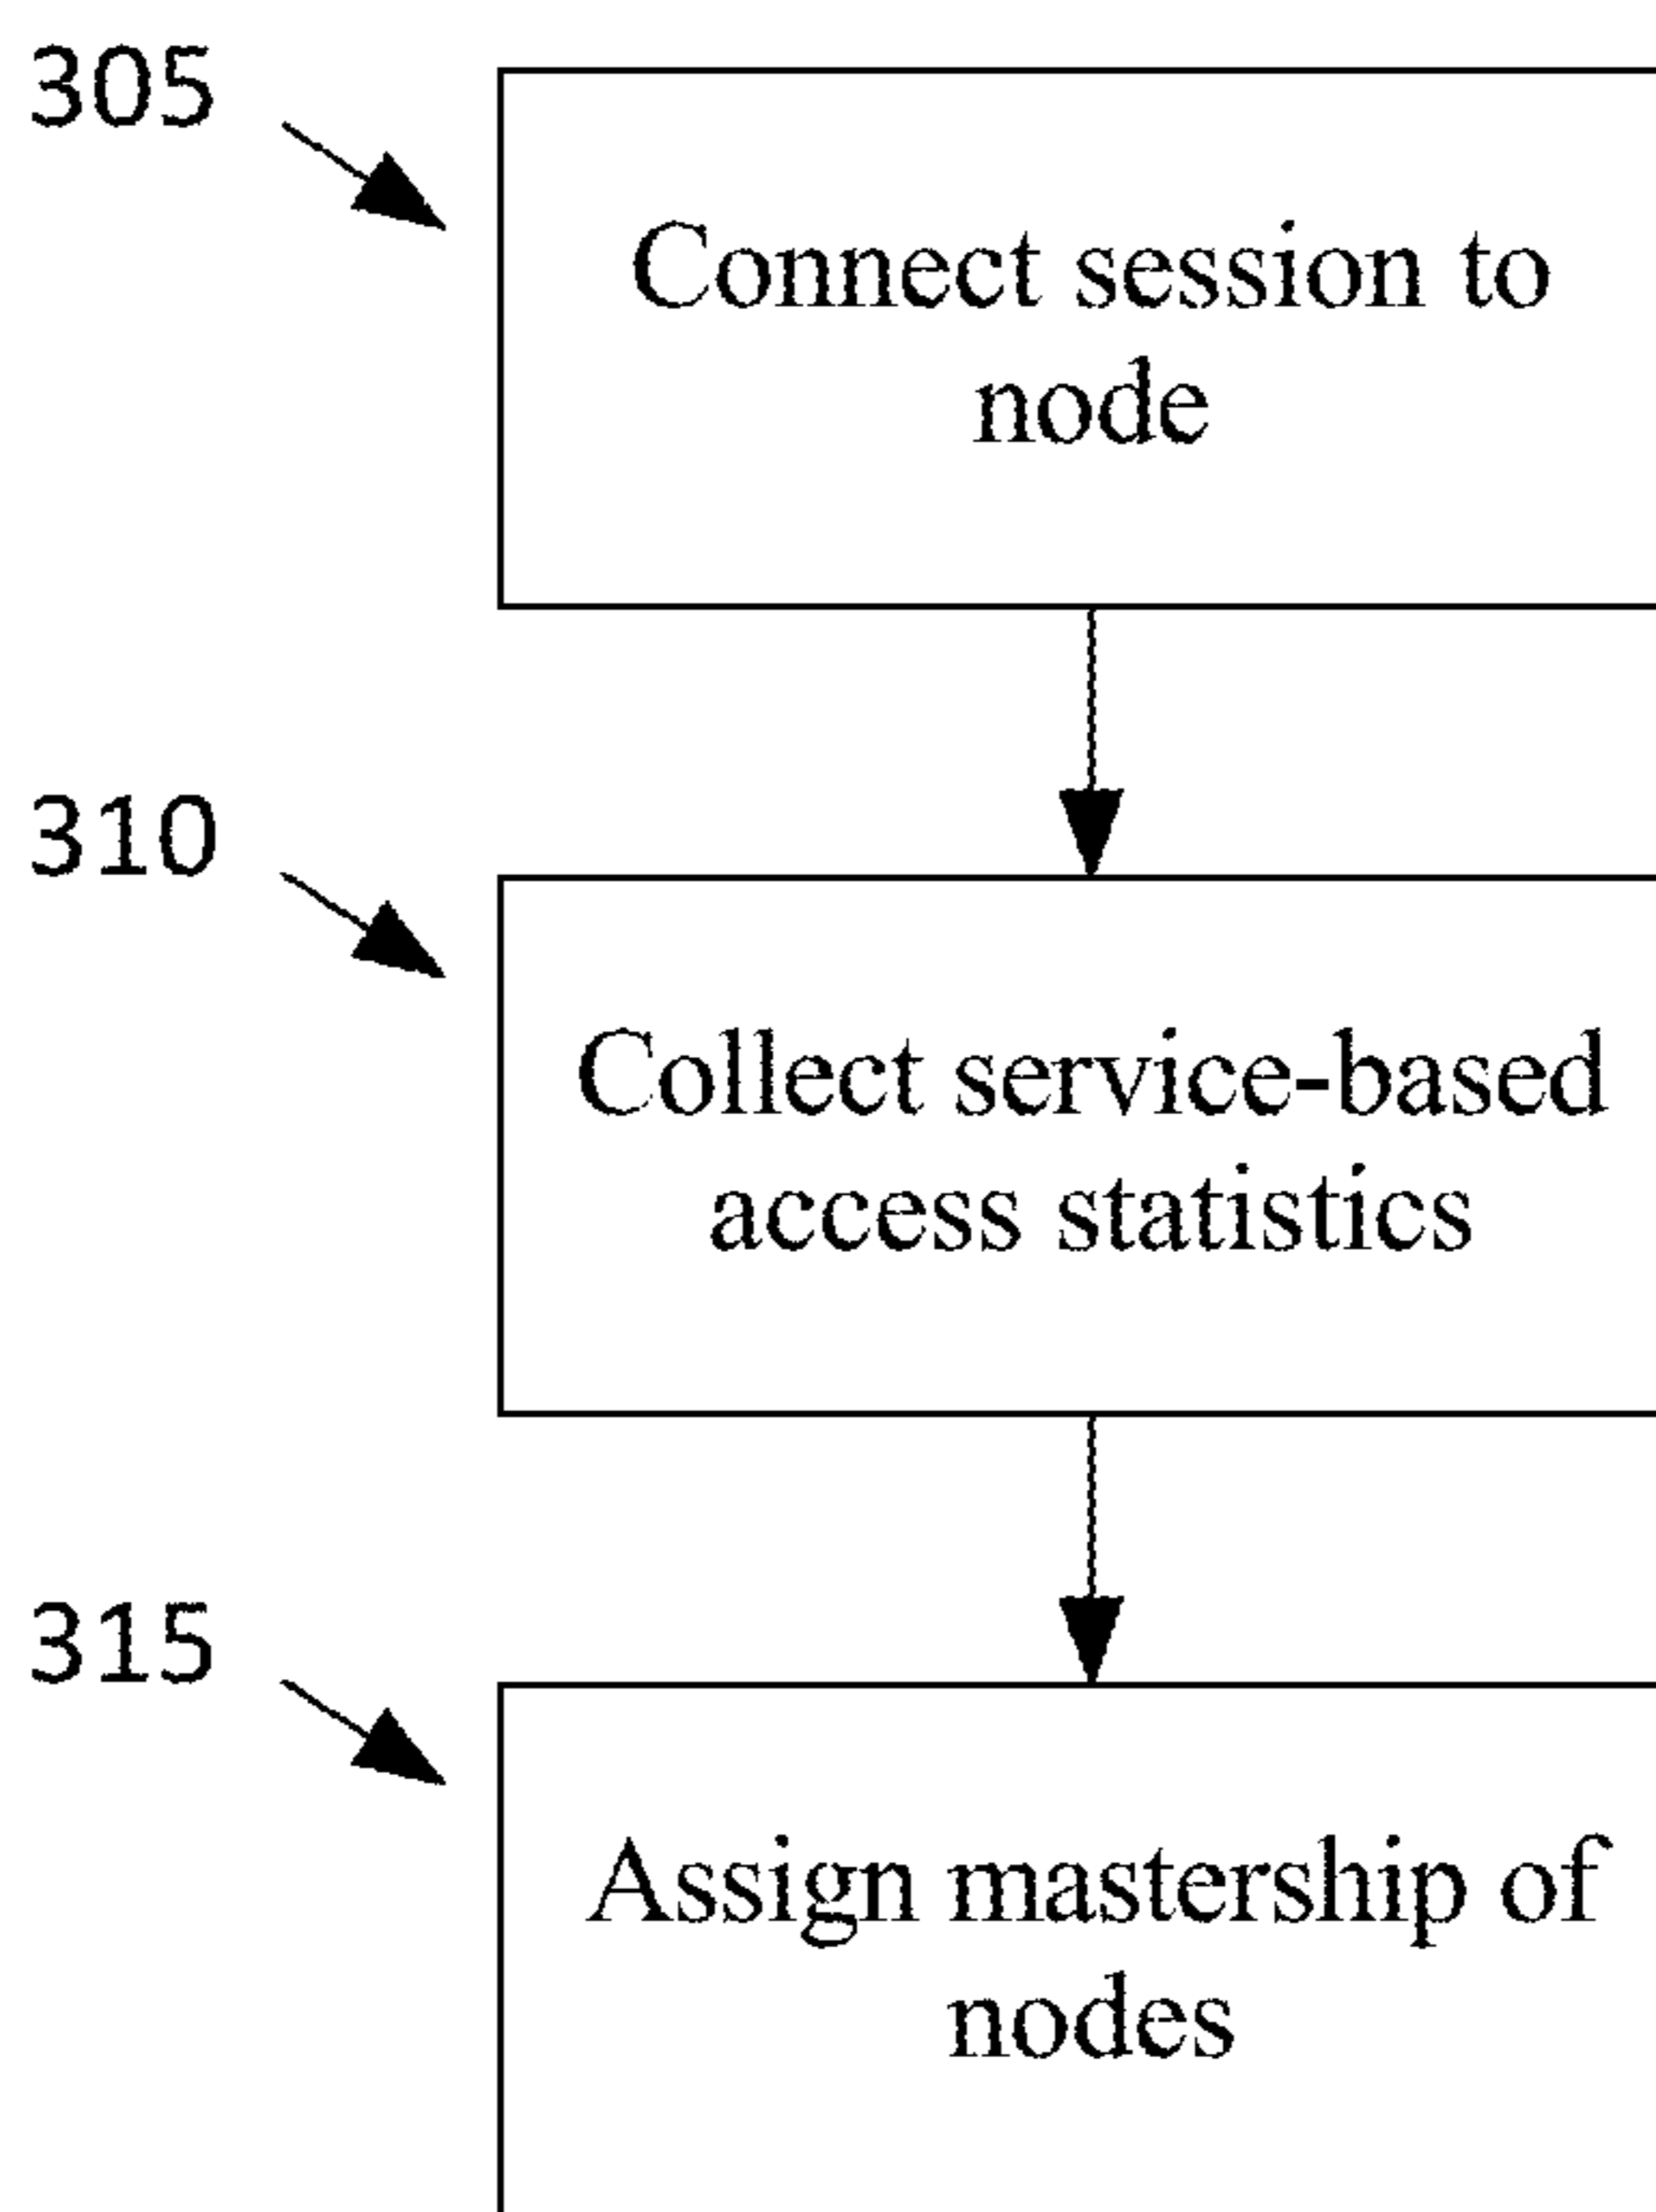 305
Connect session to
node
310
Collect service-based
access statistics
315
Assign mastership of
nodes